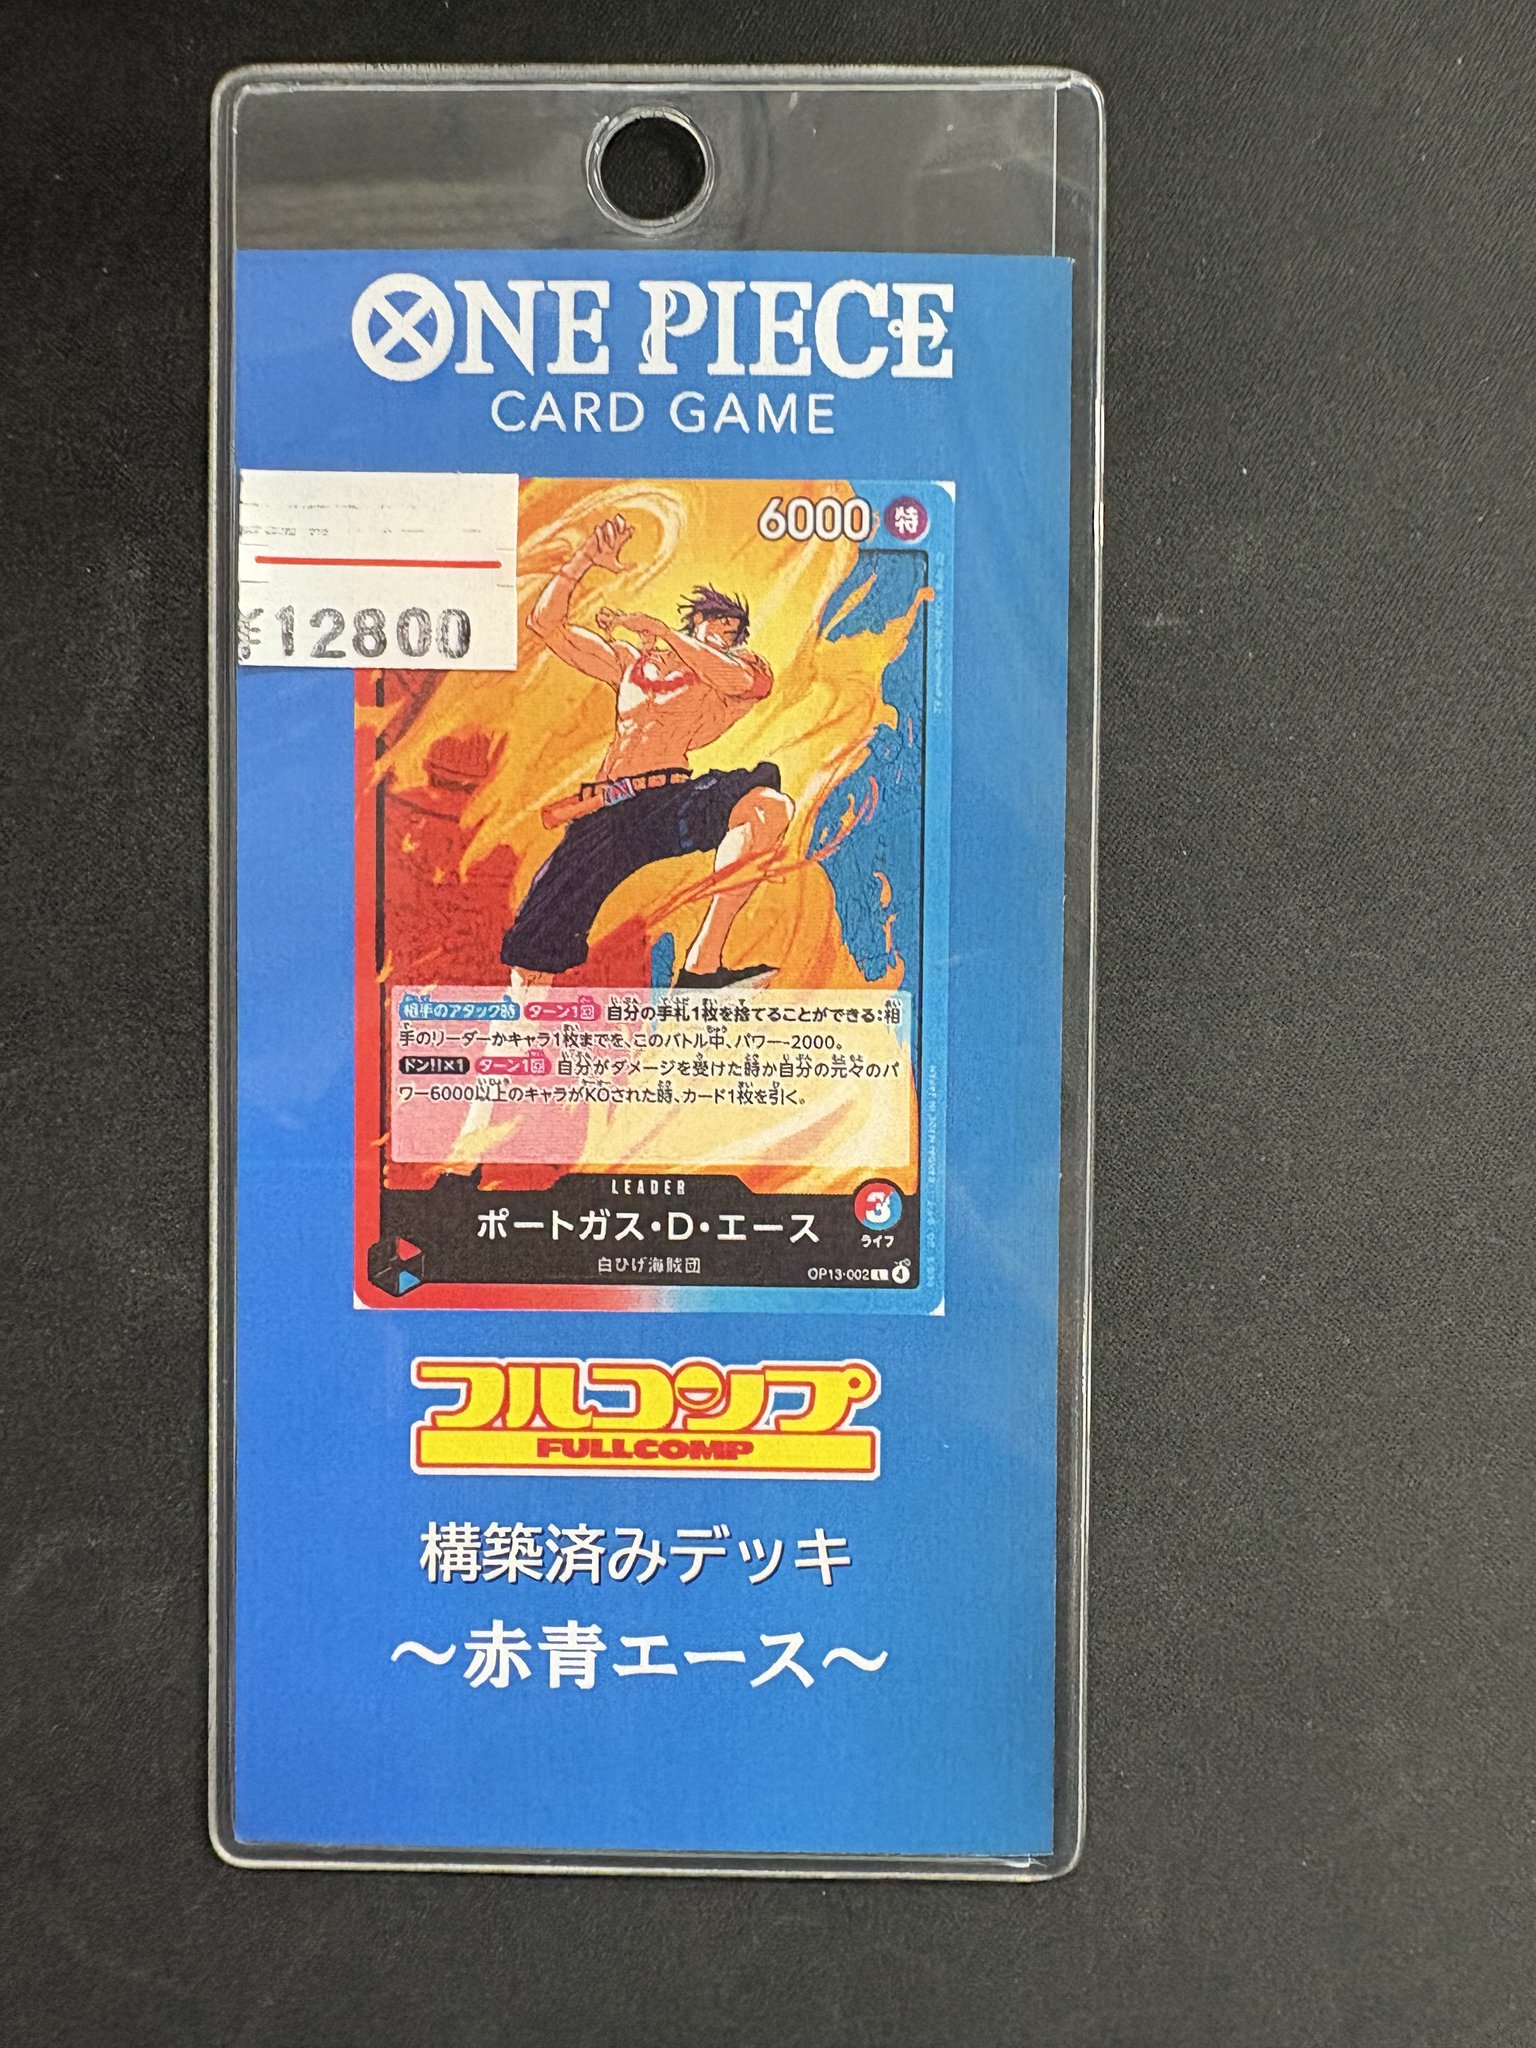 ONE PIECE
CARD GAME
¥12800
6000 特
相手のアタック時 ターン1回 自分の手札1枚を捨てることができる:相
手のリーダーかキャラ1枚までを、このバトル中、パワー-2000。
ドン!!×1 ターン1回 自分がダメージを受けた時か自分の元々のパ
ワー6000以上のキャラがKOされた時、カード1枚を引く。
LEADER
ポートガス・D・エース
3
ライフ
白ひげ海賊団
OP13-002 L
フルコンプ
FULLCOMP
構築済みデッキ
～赤青エース～